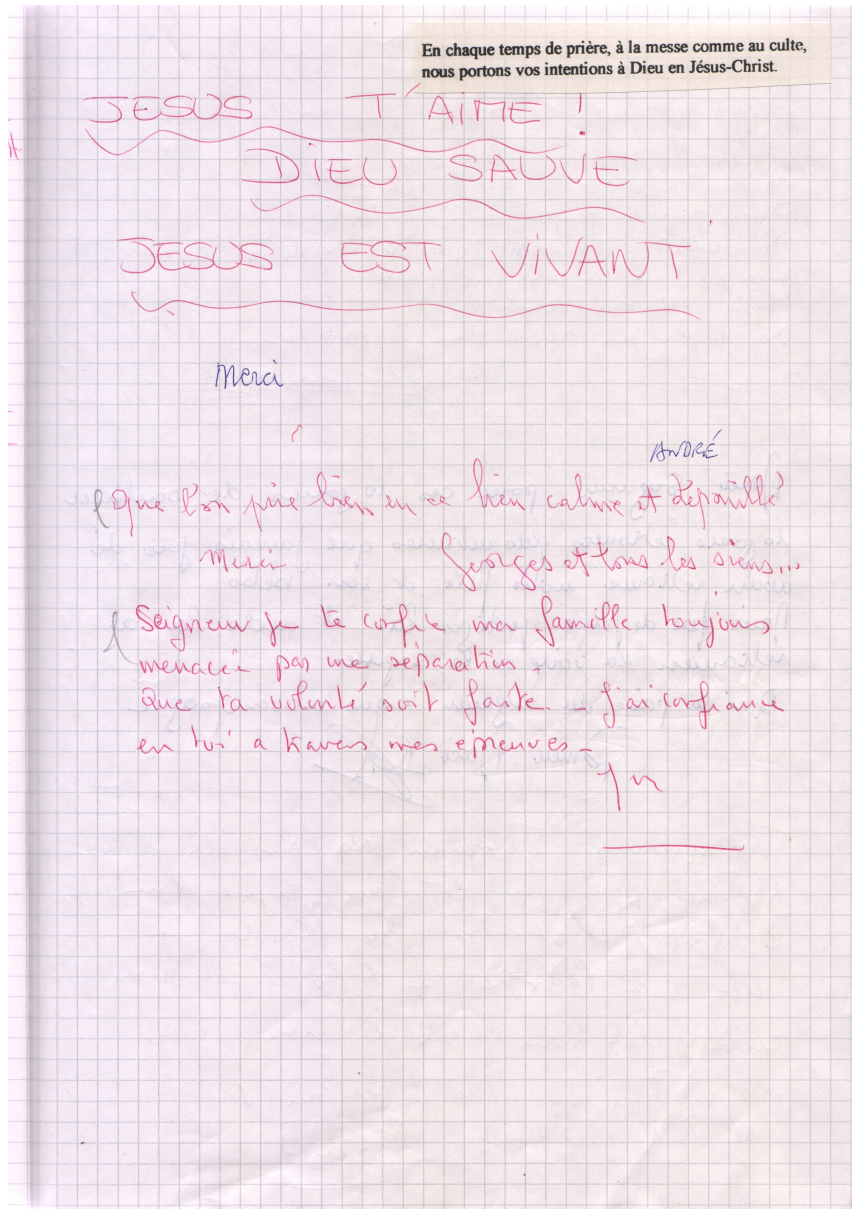 En chaque temps de prière, à la messe comme au culte,
nous portons vos intentions à Dieu en Jésus-Christ.
JESUS T'AIME !
DIEU SAUVE
JESUS EST VIVANT
Merci
ANDRÉ
Que l'on prie bien en ce lieu calme et dépouillé
Merci Georges et tous les siens...
Seigneur je te confie ma famille toujours
menacée par une séparation.
Que ta volonté soit faite. _ J'ai confiance
en toi a travers mes épreuves _